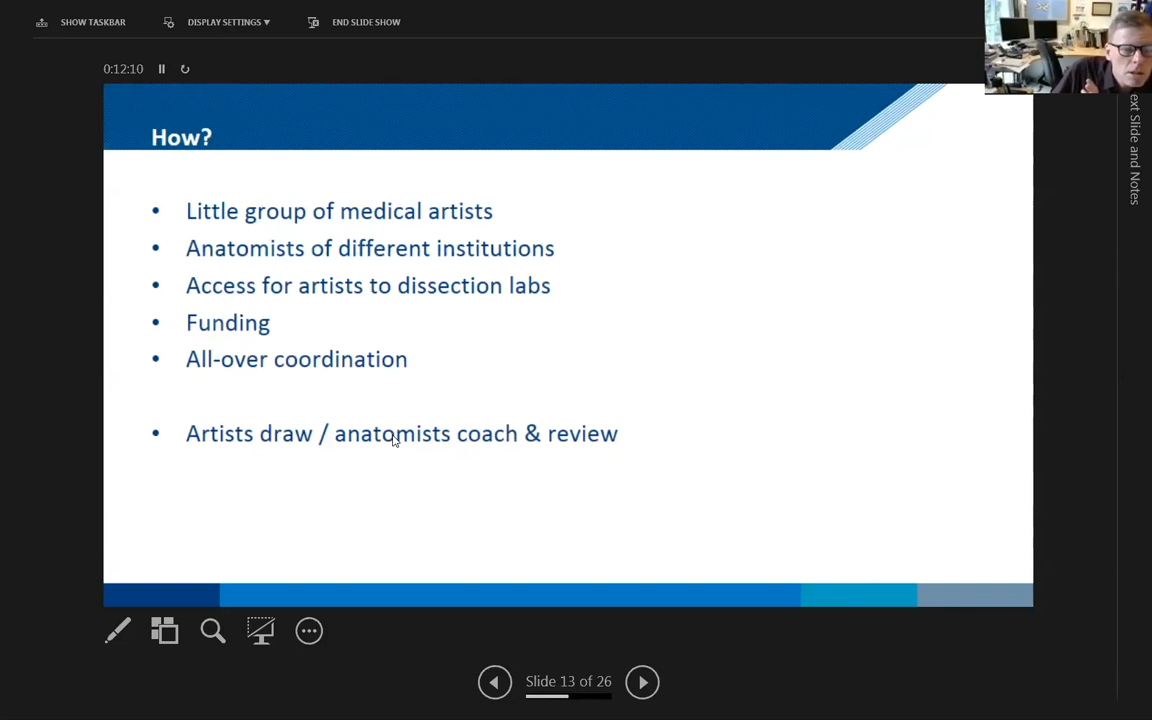 SHOW TASKBAR
DISPLAY SETTINGS ▾
END SLIDE SHOW
0:12:10
How?
• Little group of medical artists
• Anatomists of different institutions
• Access for artists to dissection labs
• Funding
• All-over coordination
• Artists draw / anatomists coach & review
ext Slide and Notes
Slide 13 of 26